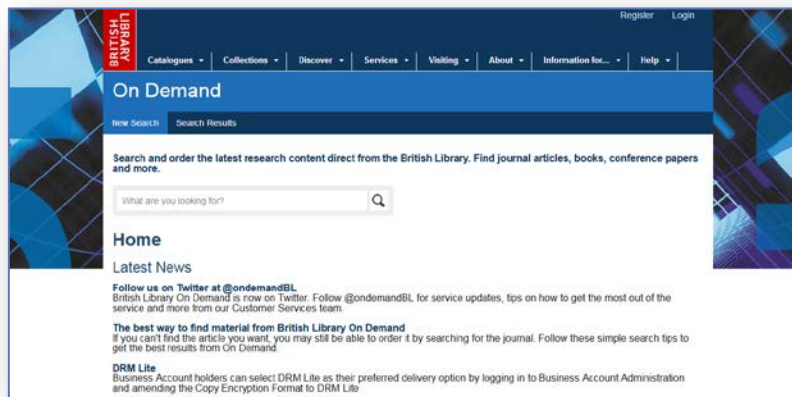 Register Login
BRITISH
LIBRARY
Catalogues Collections Discover Services Visiting About Information for... Help
On Demand
New Search Search Results
Search and order the latest research content direct from the British Library. Find journal articles, books, conference papers
and more.
What are you looking for?
Home
Latest News
Follow us on Twitter at @ondemandBL
British Library On Demand is now on Twitter. Follow @ondemandBL for service updates, tips on how to get the most out of the
service and more from our Customer Services team.
The best way to find material from British Library On Demand
If you can't find the article you want, you may still be able to order it by searching for the journal. Follow these simple search tips to
get the best results from On Demand.
DRM Lite
Business Account holders can select DRM Lite as their preferred delivery option by logging in to Business Account Administration
and amending the Copy Encryption Format to DRM Lite